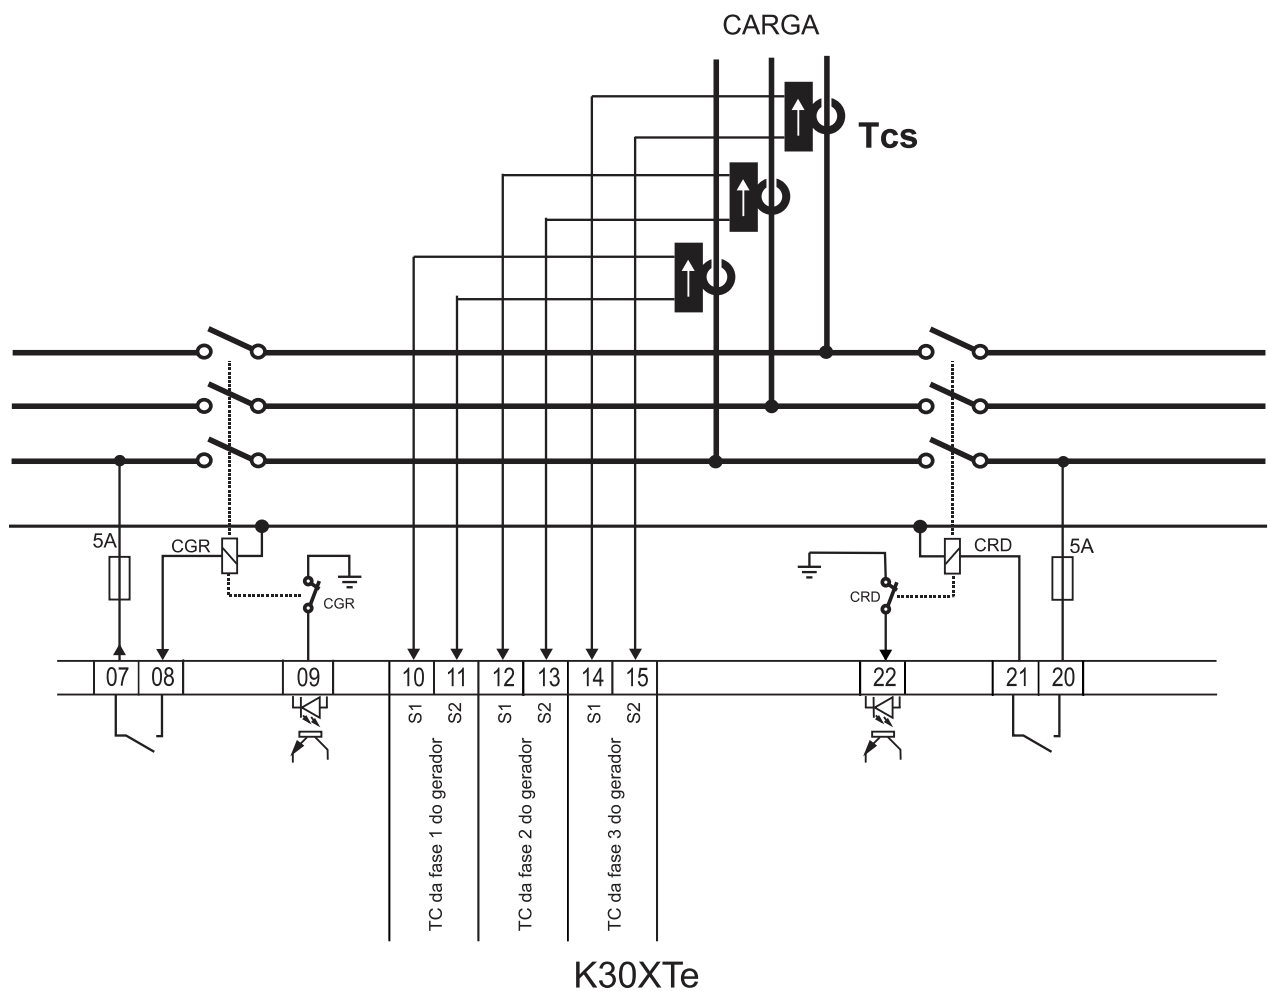 CARGA
Tcs
5A
CGR
CRD
5A
CGR
CRD
07
08
09
10
11
12
13
14
15
22
21
20
S1
S2
S1
S2
S1
S2
TC da fase 1 do gerador
TC da fase 2 do gerador
TC da fase 3 do gerador
K30XTe